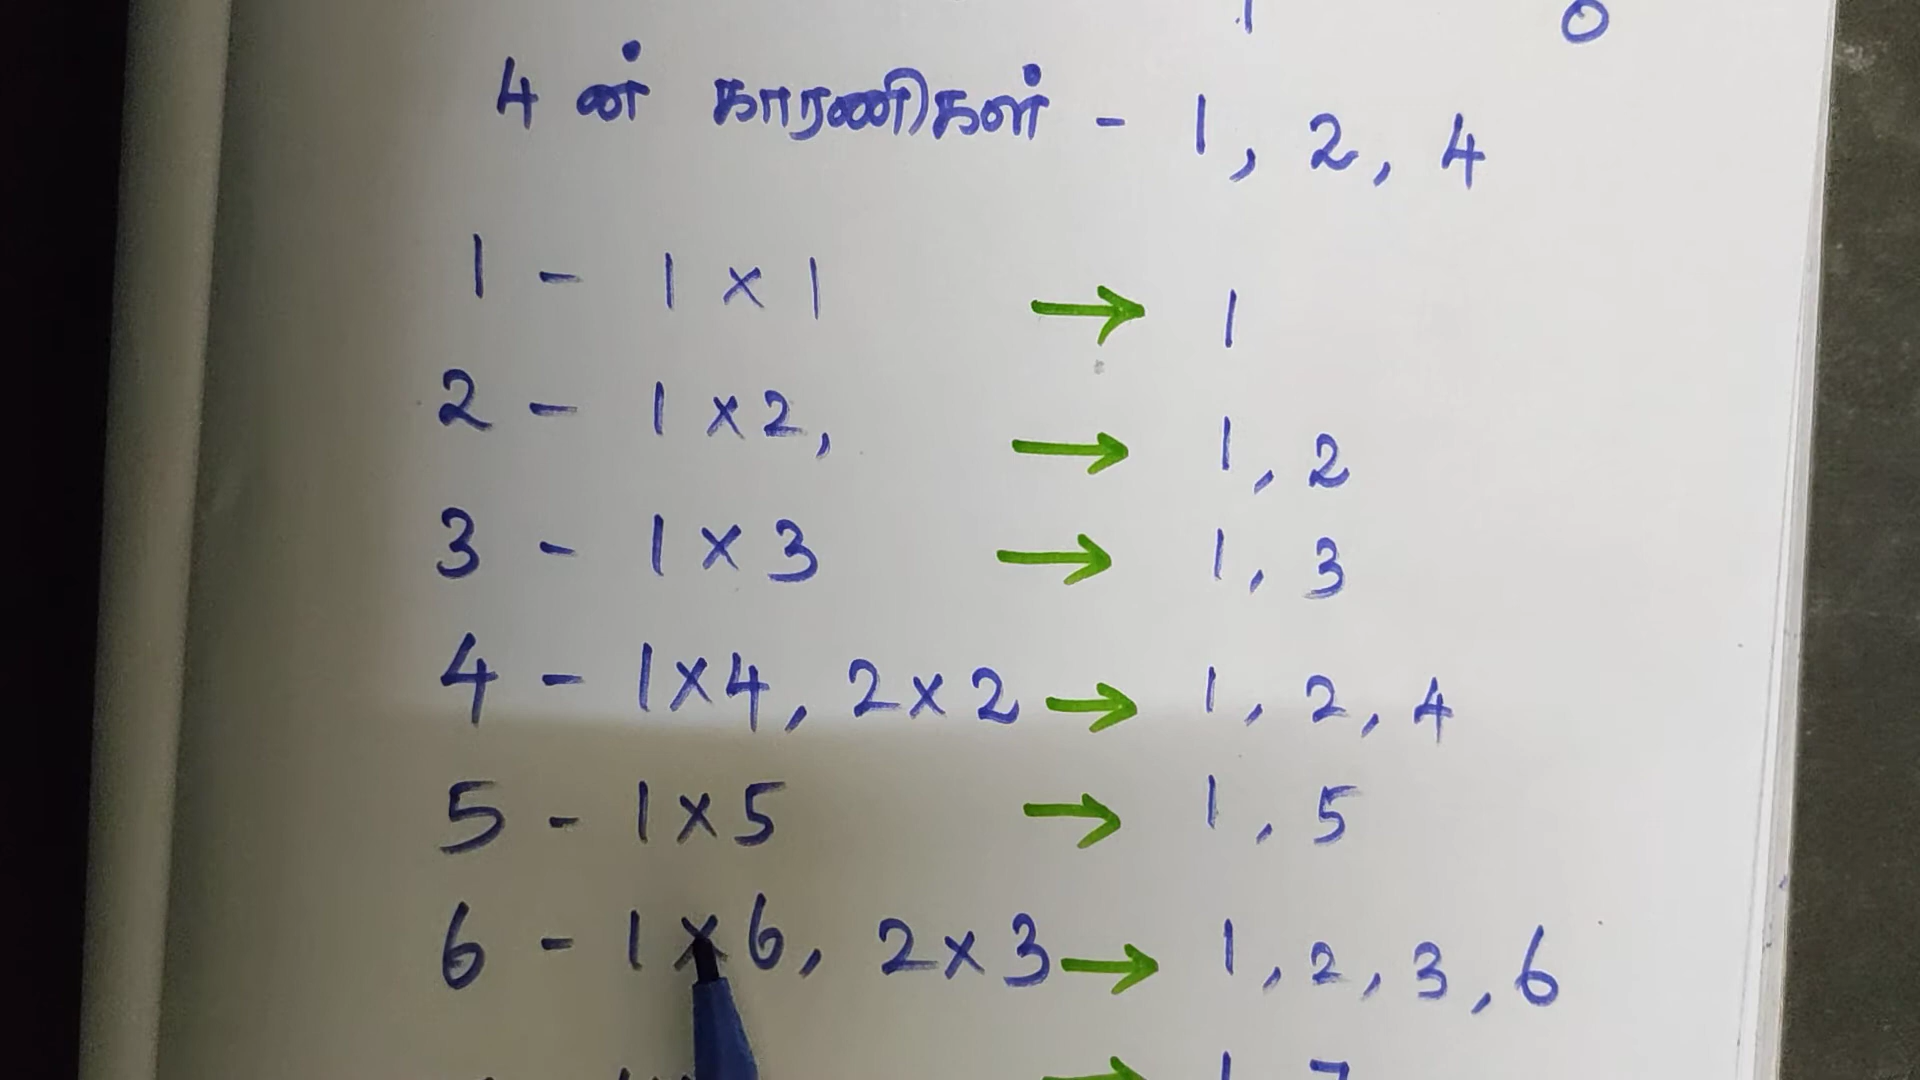 4 ன் காரணிகள் - 1, 2, 4
1 - 1 × 1 → 1
2 - 1 × 2, → 1, 2
3 - 1 × 3 → 1, 3
4 - 1 × 4, 2 × 2 → 1, 2, 4
5 - 1 × 5 → 1, 5
6 - 1 × 6, 2 × 3 → 1, 2, 3, 6